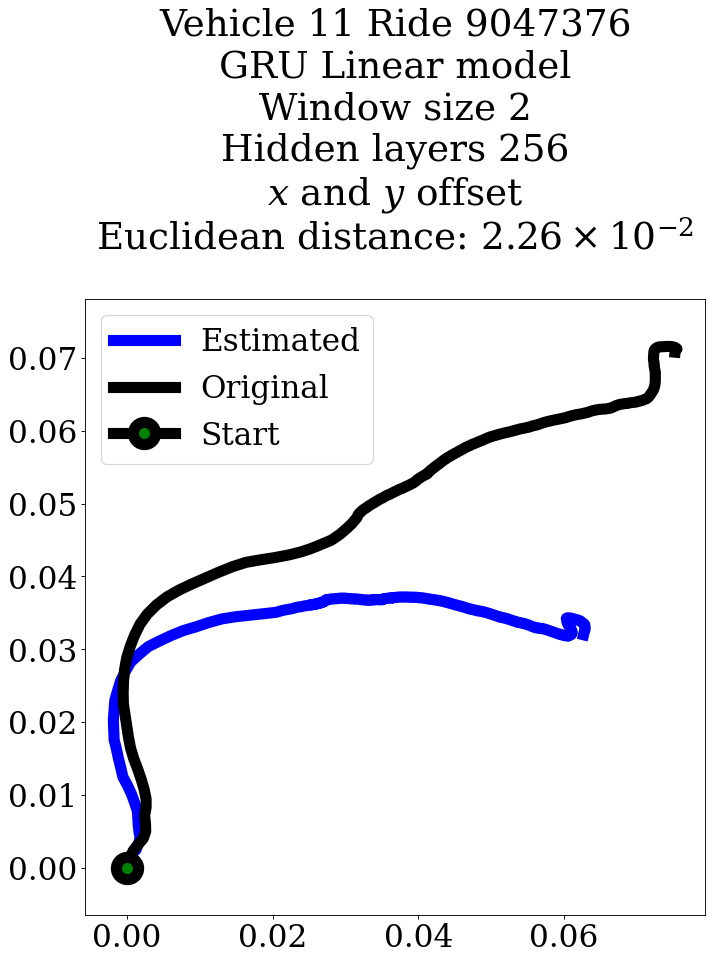 Vehicle 11 Ride 9047376
GRU Linear model
Window size 2
Hidden layers 256
x and y offset
Euclidean distance: 2.26 × 10⁻²
Estimated
Original
Start
0.07
0.06
0.05
0.04
0.03
0.02
0.01
0.00
0.00 0.02 0.04 0.06